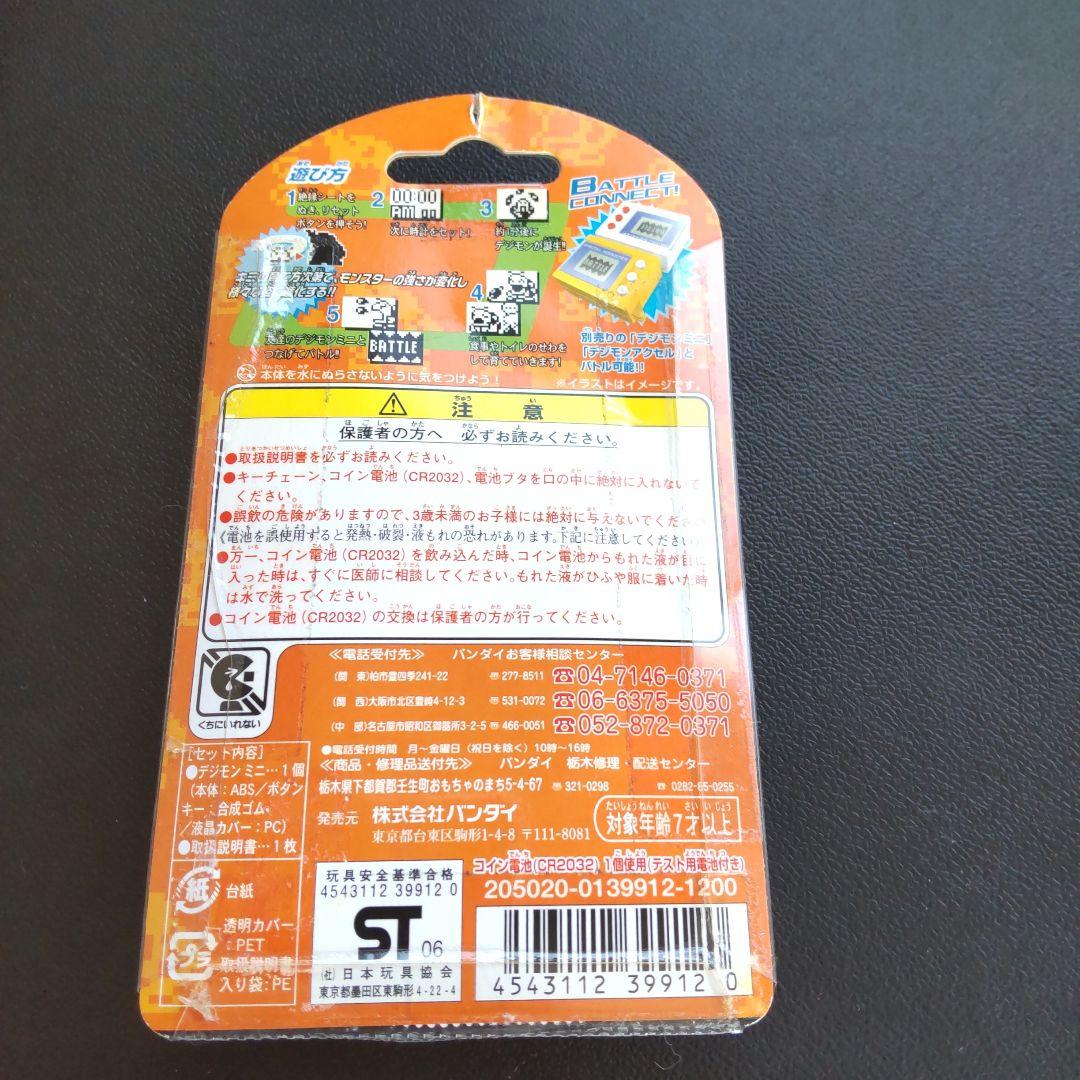 遊び方
BATTLE CONNECT!
1 絶縁シートを
ぬき、リセット
ボタンを押そう!
2 00:00
AM 00
次に時計をセット!
3
約1分後に
デジモンが誕生!!
モンスターの強さが変化し
様々
化する!!
4
食事やトイレのせわを
して育てていきます!
5
友達のデジモンミニと
つなげてバトル!!
BATTLE
別売りの「デジモンミニ」
「デジモンアクセル」と
バトル可能!!
本体を水にぬらさないように気をつけよう!
※イラストはイメージです。
注意
保護者の方へ 必ずお読みください。
●取扱説明書を必ずお読みください。
●キーチェーン、コイン電池(CR2032)、電池ブタを口の中に絶対に入れないで
ください。
●誤飲の危険がありますので、3歳未満のお子様には絶対に与えないでください
《電池を誤使用すると発熱・破裂・液もれの恐れがあります。下記に注意してください》
●万一、コイン電池(CR2032)を飲み込んだ時、コイン電池からもれた液が目に
入った時は、すぐに医師に相談してください。もれた液がひふや服に着いた時
は水で洗ってください。
●コイン電池(CR2032)の交換は保護者の方が行ってください。
くちにいれない
≪電話受付先≫ バンダイお客様相談センター
(関 東)柏市豊四季241-22 〒277-8511 ☎04-7146-0371
(関 西)大阪市北区豊崎4-12-3 〒531-0072 ☎06-6375-5050
(中 部)名古屋市昭和区御器所3-2-5 〒466-0051 ☎052-872-0371
●電話受付時間 月～金曜日(祝日を除く)10時～16時
≪商品・修理品送付先≫ バンダイ 栃木修理・配送センター
栃木県下都賀郡壬生町おもちゃのまち5-4-67 〒321-0298 ☎0282-85-0255
発売元 株式会社バンダイ
東京都台東区駒形1-4-8 〒111-8081
対象年齢7才以上
[セット内容]
●デジモン ミニ…1個
(本体:ABS/ボタン
キー:合成ゴム
/液晶カバー:PC)
●取扱説明書…1枚
紙 台紙
プラ
透明カバー
:PET
取扱説明書
入り袋:PE
玩具安全基準合格
4543112 39912 0
ST 06
(社)日本玩具協会
東京都墨田区東駒形4-22-4
コイン電池(CR2032)1個使用(テスト用電池付き)
205020-0139912-1200
4543112 39912 0